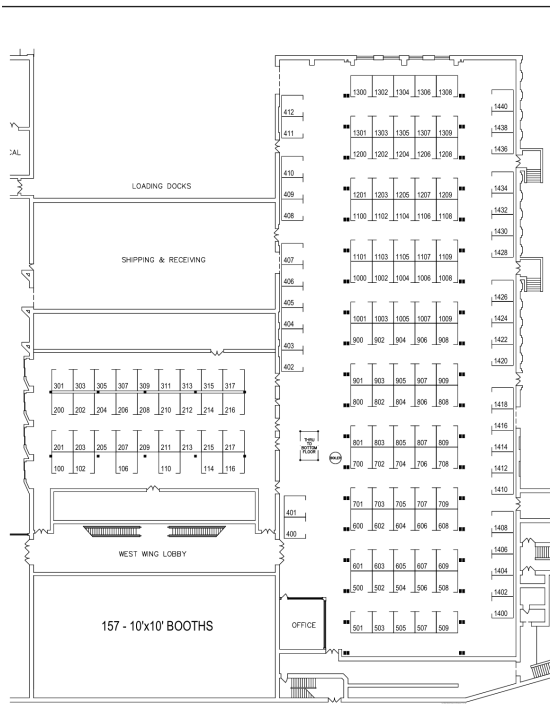 1300 1302 1304 1306 1308
1440
412
1438
411
1301 1303 1305 1307 1309
1436
CAL
1200 1202 1204 1206 1208
410
LOADING DOCKS
1434
409
1201 1203 1205 1207 1209
1432
408
1100 1102 1104 1106 1108
1430
1428
SHIPPING & RECEIVING
407
1101 1103 1105 1107 1109
406
1000 1002 1004 1006 1008
1426
405
1001 1003 1005 1007 1009
1424
404
900 902 904 906 908
1422
403
1420
402
301 303 305 307 309 311 313 315 317
901 903 905 907 909
200 202 204 206 208 210 212 214 216
800 802 804 806 808
1418
1416
201 203 205 207 209 211 213 215 217
THRU
TO
BOTTOM
FLOOR
801 803 805 807 809
1414
100 102 106 110 114 116
BOILER
700 702 704 706 708
1412
1410
701 703 705 707 709
401
600 602 604 606 608
1408
400
1406
WEST WING LOBBY
601 603 605 607 609
1404
500 502 504 506 508
1402
1400
157 - 10'x10' BOOTHS
OFFICE
501 503 505 507 509